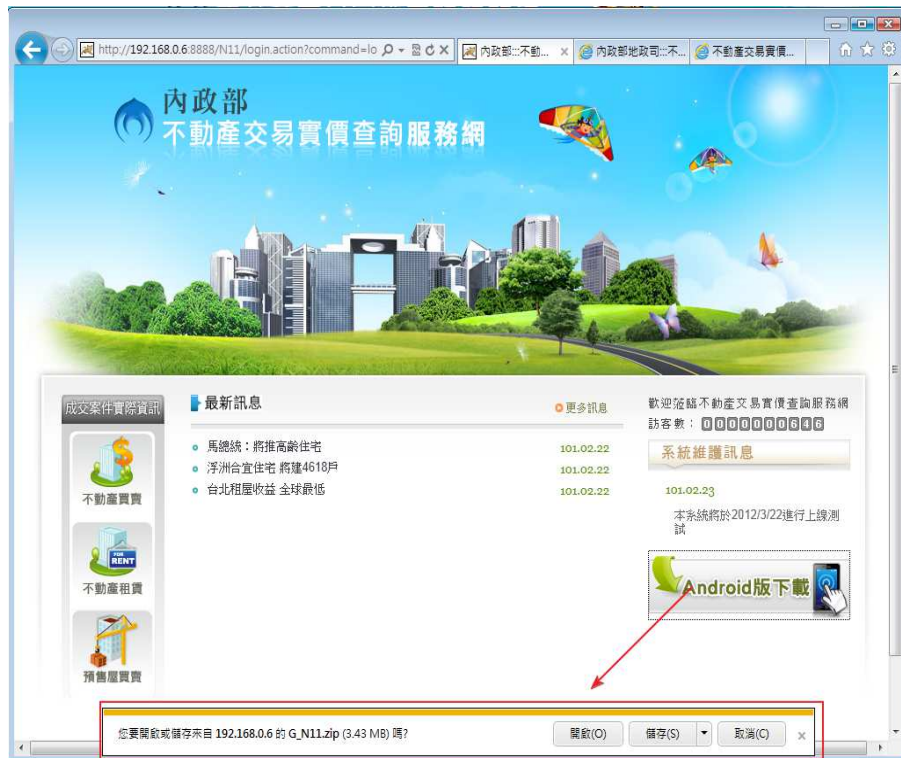 http://192.168.0.6:8888/N11/login.action?command=lo
內政部:::不動...
內政部地政司:::不...
不動產交易實價...
內政部
不動產交易實價查詢服務網
成交案件實際資訊
不動產買賣
FOR RENT
不動產租賃
預售屋買賣
最新訊息
更多訊息
馬總統：將推高齡住宅 101.02.22
浮洲合宜住宅 將建4618戶 101.02.22
台北租屋收益 全球最低 101.02.22
歡迎蒞臨不動產交易實價查詢服務網
訪客數：0000000646
系統維護訊息
101.02.23
本系統將於2012/3/22進行上線測
試
Android版下載
您要開啟或儲存來自 192.168.0.6 的 G_N11.zip (3.43 MB) 嗎?
開啟(O)
儲存(S)
取消(C)